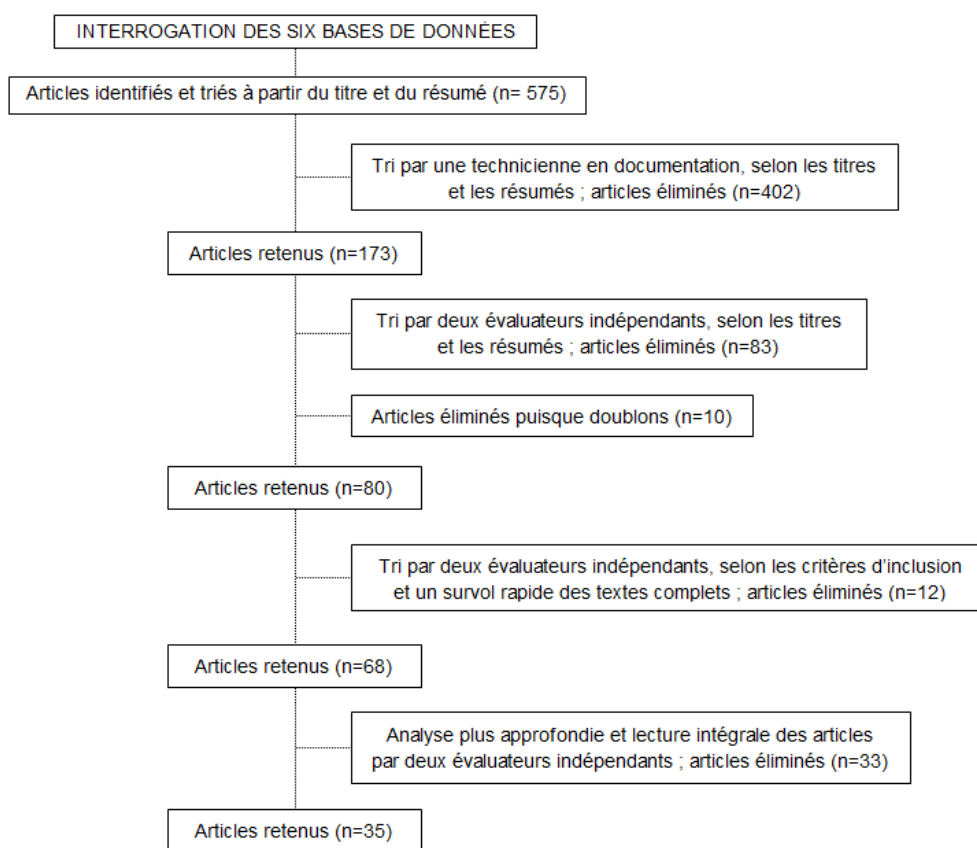 INTERROGATION DES SIX BASES DE DONNÉES
Articles identifiés et triés à partir du titre et du résumé (n= 575)
Tri par une technicienne en documentation, selon les titres
et les résumés ; articles éliminés (n=402)
Articles retenus (n=173)
Tri par deux évaluateurs indépendants, selon les titres
et les résumés ; articles éliminés (n=83)
Articles éliminés puisque doublons (n=10)
Articles retenus (n=80)
Tri par deux évaluateurs indépendants, selon les critères d'inclusion
et un survol rapide des textes complets ; articles éliminés (n=12)
Articles retenus (n=68)
Analyse plus approfondie et lecture intégrale des articles
par deux évaluateurs indépendants ; articles éliminés (n=33)
Articles retenus (n=35)